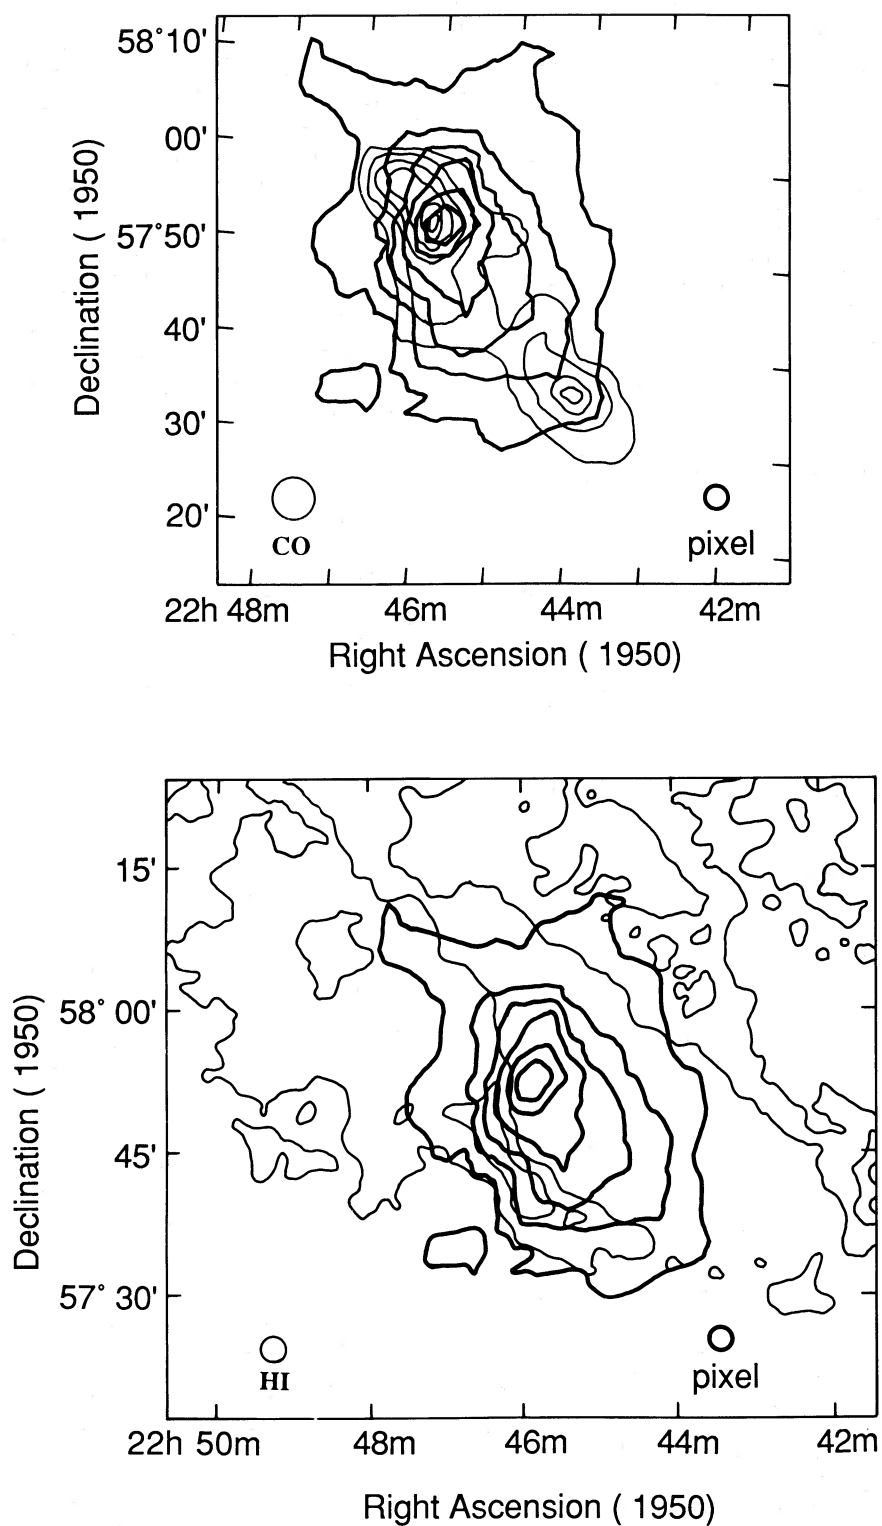 58° 10'
00'
57° 50'
40'
30'
20'
Declination ( 1950)
CO
pixel
22h 48m 46m 44m 42m
Right Ascension ( 1950)
15'
58° 00'
45'
57° 30'
Declination ( 1950)
HI
pixel
22h 50m 48m 46m 44m 42m
Right Ascension ( 1950)